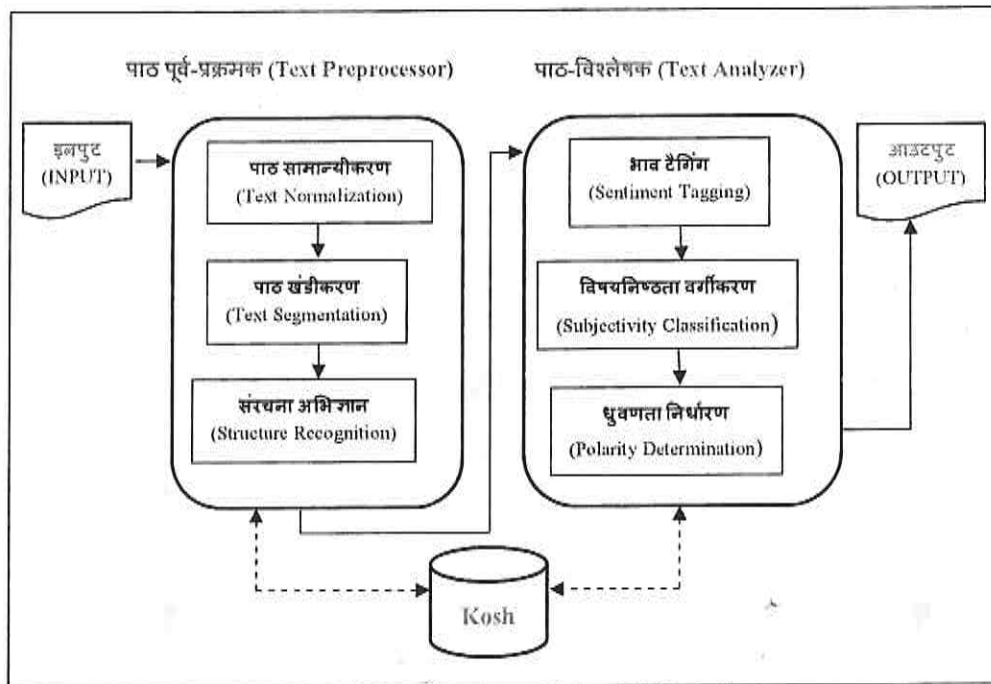 पाठ पूर्व-प्रक्रमक (Text Preprocessor)
पाठ-विश्लेषक (Text Analyzer)
इनपुट
(INPUT)
पाठ सामान्यीकरण
(Text Normalization)
पाठ खंडीकरण
(Text Segmentation)
संरचना अभिज्ञान
(Structure Recognition)
भाव टैगिंग
(Sentiment Tagging)
विषयनिष्ठता वर्गीकरण
(Subjectivity Classification)
ध्रुवणता निर्धारण
(Polarity Determination)
आउटपुट
(OUTPUT)
Kosh